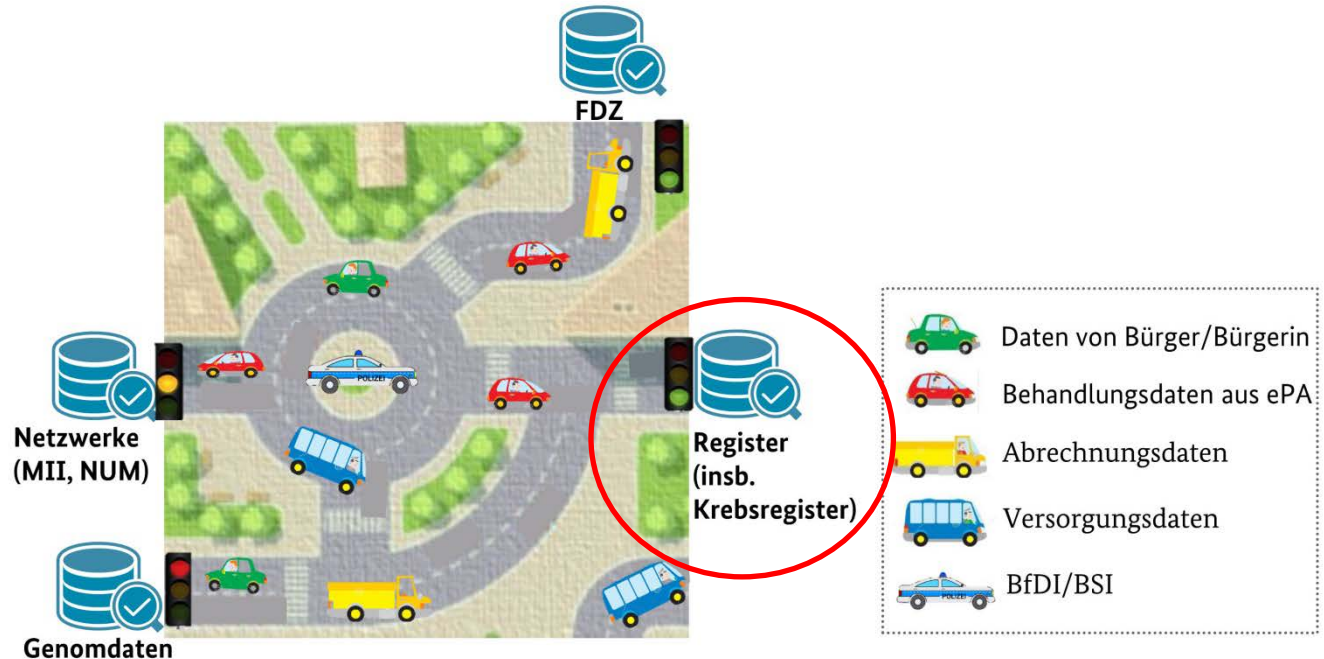 FDZ
Netzwerke
(MII, NUM)
POLIZEI
Register
(insb.
Krebsregister)
Genomdaten
Daten von Bürger/Bürgerin
Behandlungsdaten aus ePA
Abrechnungsdaten
Versorgungsdaten
POLIZEI
BfDI/BSI